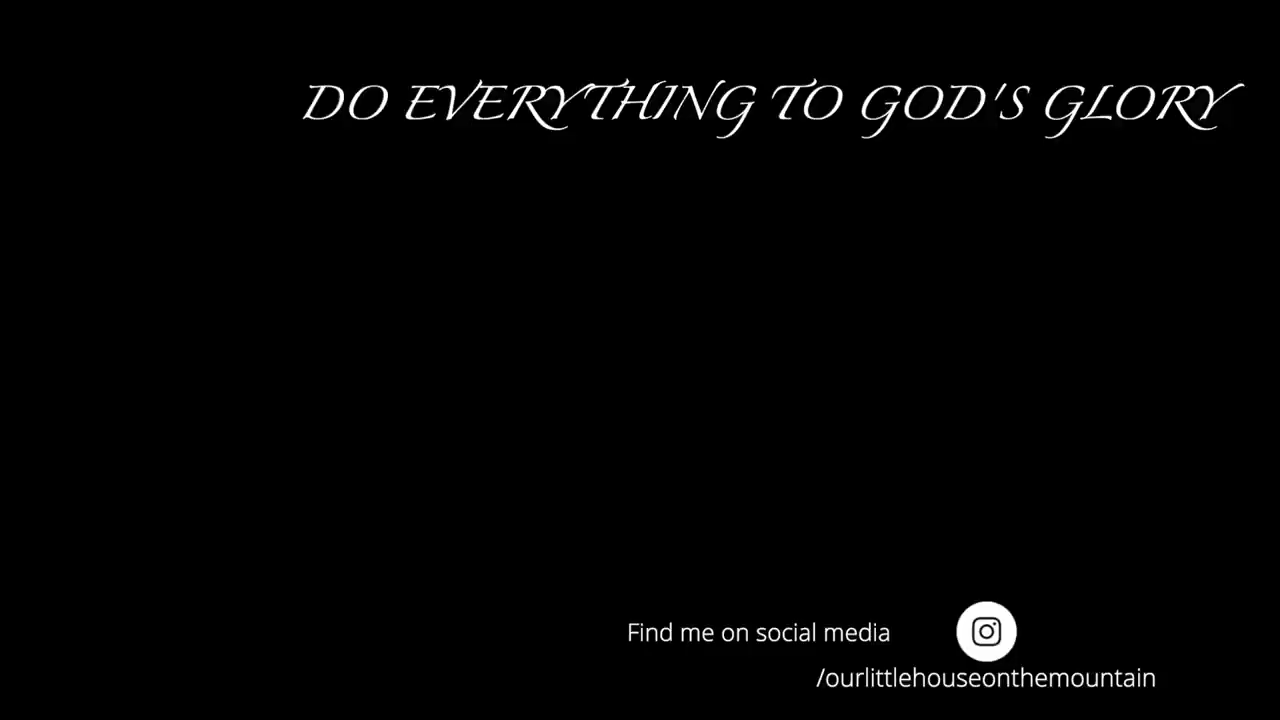 DO EVERYTHING TO GOD'S GLORY
Find me on social media
/ourlittlehouseonthemountain